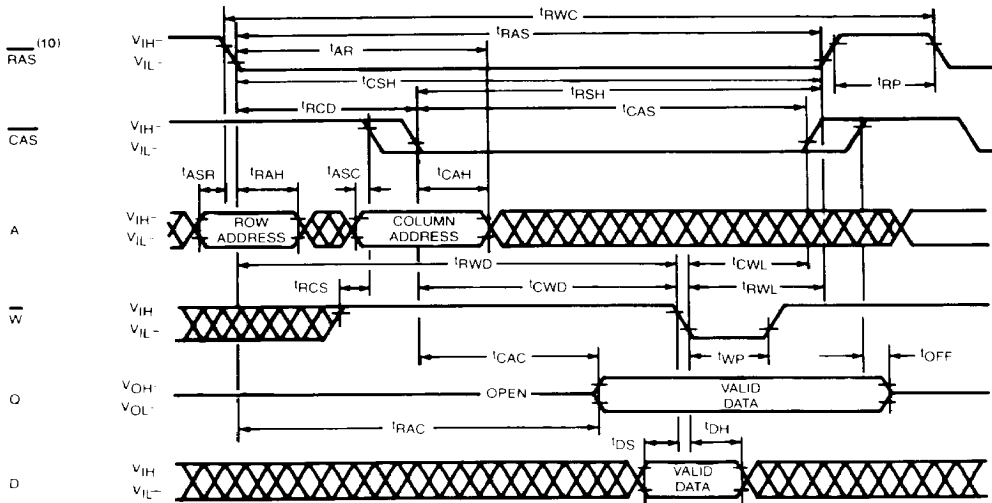 tRWC
tRAS
RAS (10)
VIH-
VIL-
tAR
tCSH
tRP
tRSH
tRCD
tCAS
CAS
VIH-
VIL-
tASR
tRAH
tASC
tCAH
A
VIH-
VIL-
ROW
ADDRESS
COLUMN
ADDRESS
tRWD
tCWL
tRCS
tCWD
tRWL
W
VIH
VIL-
tCAC
tWP
tOFF
Q
VOH-
VOL-
OPEN
VALID
DATA
tRAC
tDS
tDH
D
VIH
VIL-
VALID
DATA